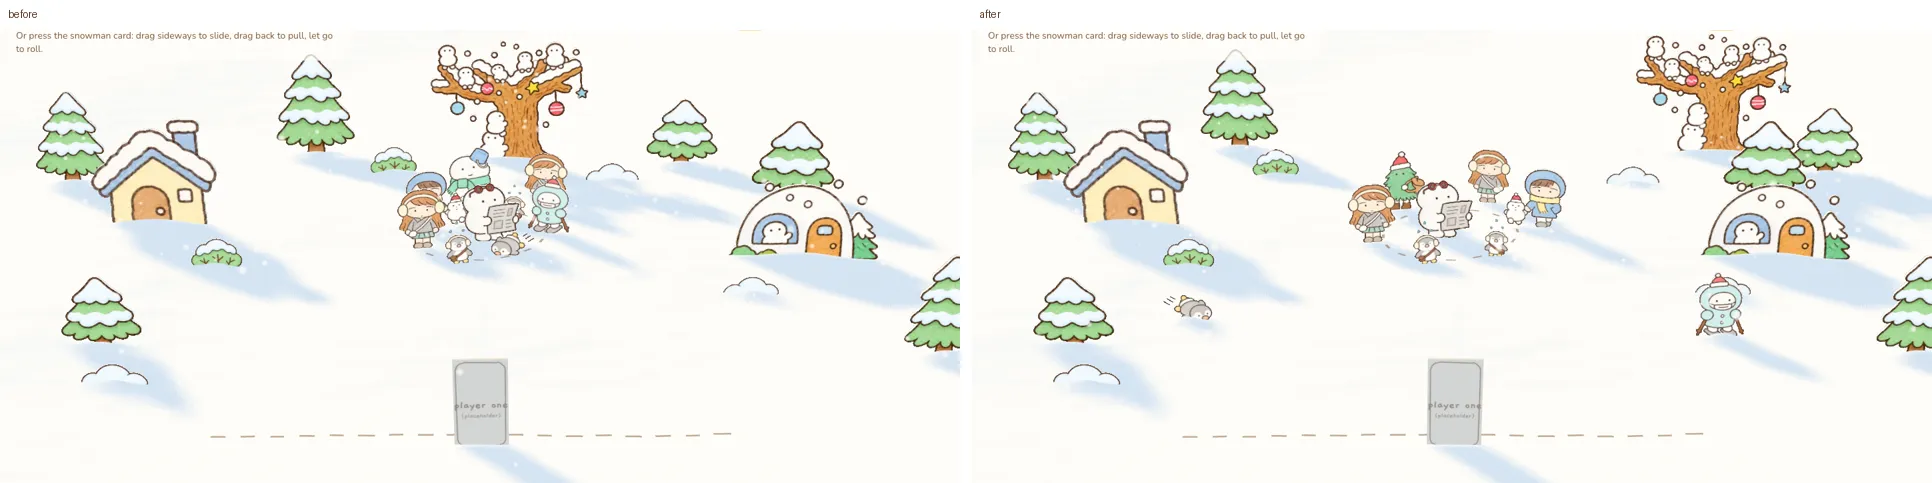 before
Or press the snowman card: drag sideways to slide, drag back to pull, let go
to roll.
player one
(placeholder)
after
Or press the snowman card: drag sideways to slide, drag back to pull, let go
to roll.
player one
(placeholder)